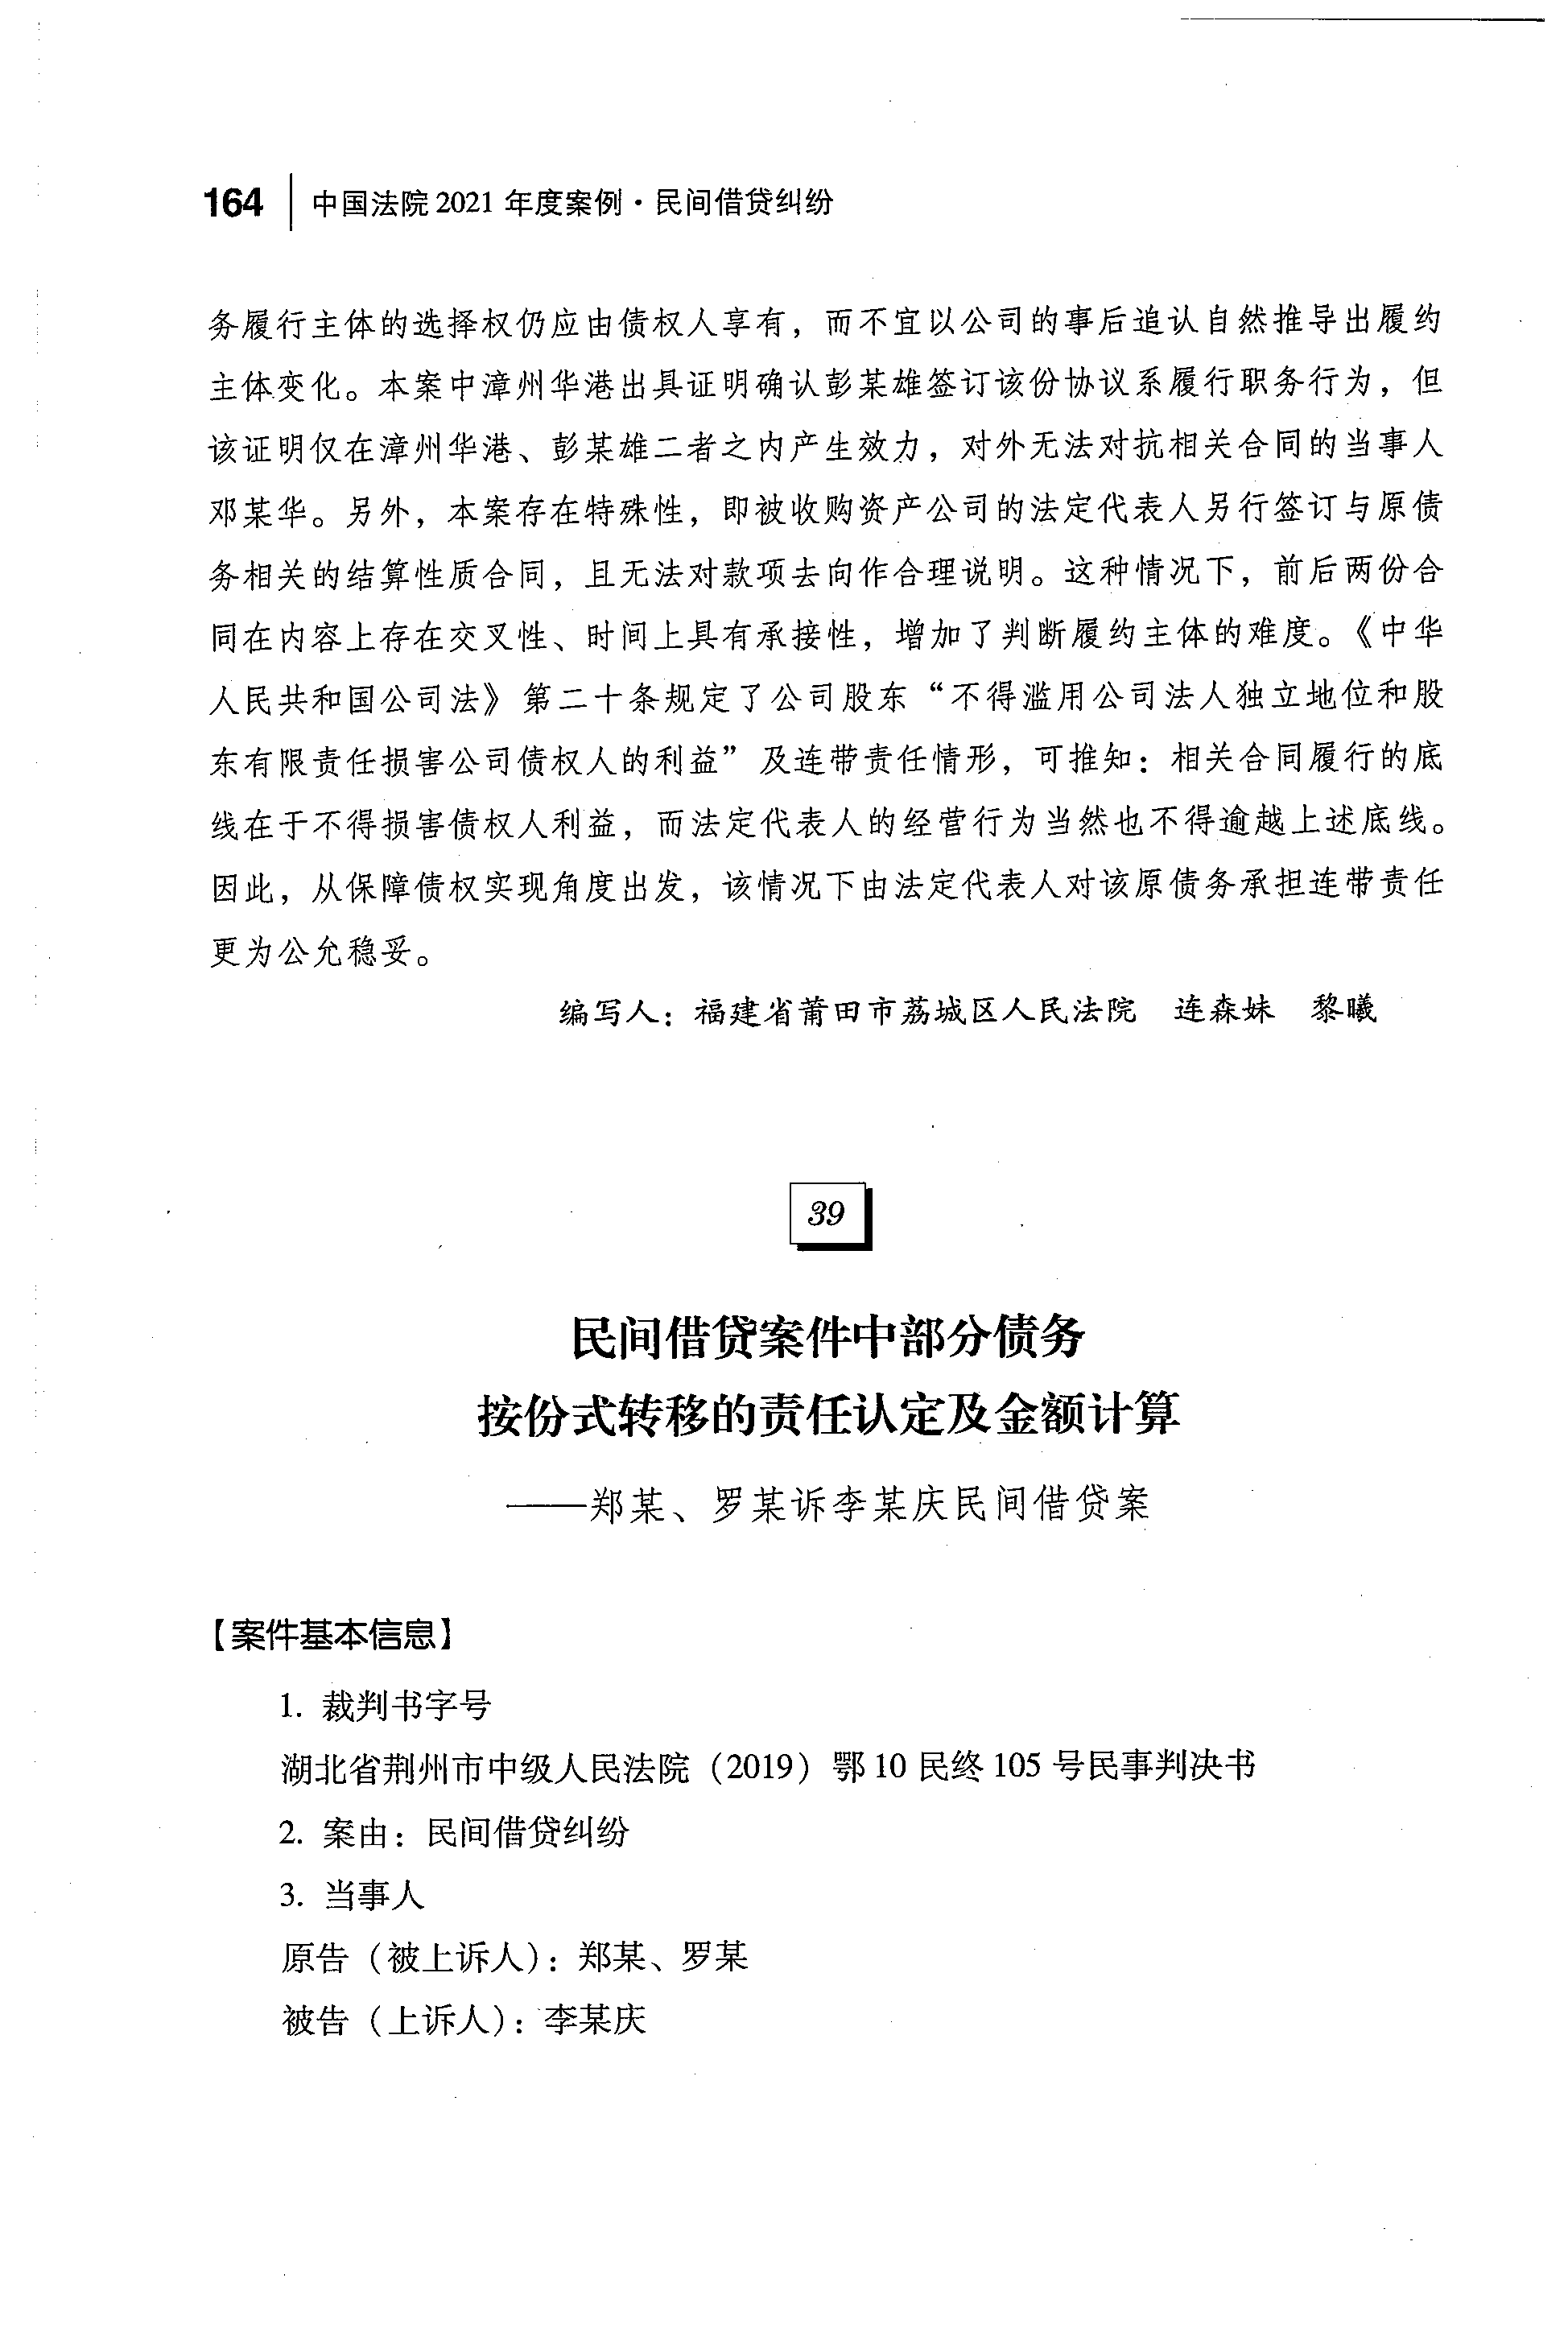 164 中国法院2021年度案例·民间借贷纠纷
务履行主体的选择权仍应由债权人享有，而不宜以公司的事后追认自然推导出履约
主体变化。本案中漳州华港出具证明确认彭某雄签订该份协议系履行职务行为，但
该证明仅在漳州华港、彭某雄二者之内产生效力，对外无法对抗相关合同的当事人
邓某华。另外，本案存在特殊性，即被收购资产公司的法定代表人另行签订与原债
务相关的结算性质合同，且无法对款项去向作合理说明。这种情况下，前后两份合
同在内容上存在交叉性、时间上具有承接性，增加了判断履约主体的难度。《中华
人民共和国公司法》第二十条规定了公司股东“不得滥用公司法人独立地位和股
东有限责任损害公司债权人的利益”及连带责任情形，可推知：相关合同履行的底
线在于不得损害债权人利益，而法定代表人的经营行为当然也不得逾越上述底线。
因此，从保障债权实现角度出发，该情况下由法定代表人对该原债务承担连带责任
更为公允稳妥。
编写人：福建省莆田市荔城区人民法院 连森妹 黎曦
39
民间借贷案件中部分债务
按份式转移的责任认定及金额计算
——郑某、罗某诉李某庆民间借贷案
【案件基本信息】
1. 裁判书字号
湖北省荆州市中级人民法院（2019）鄂10民终105号民事判决书
2. 案由：民间借贷纠纷
3. 当事人
原告（被上诉人）：郑某、罗某
被告（上诉人）：李某庆